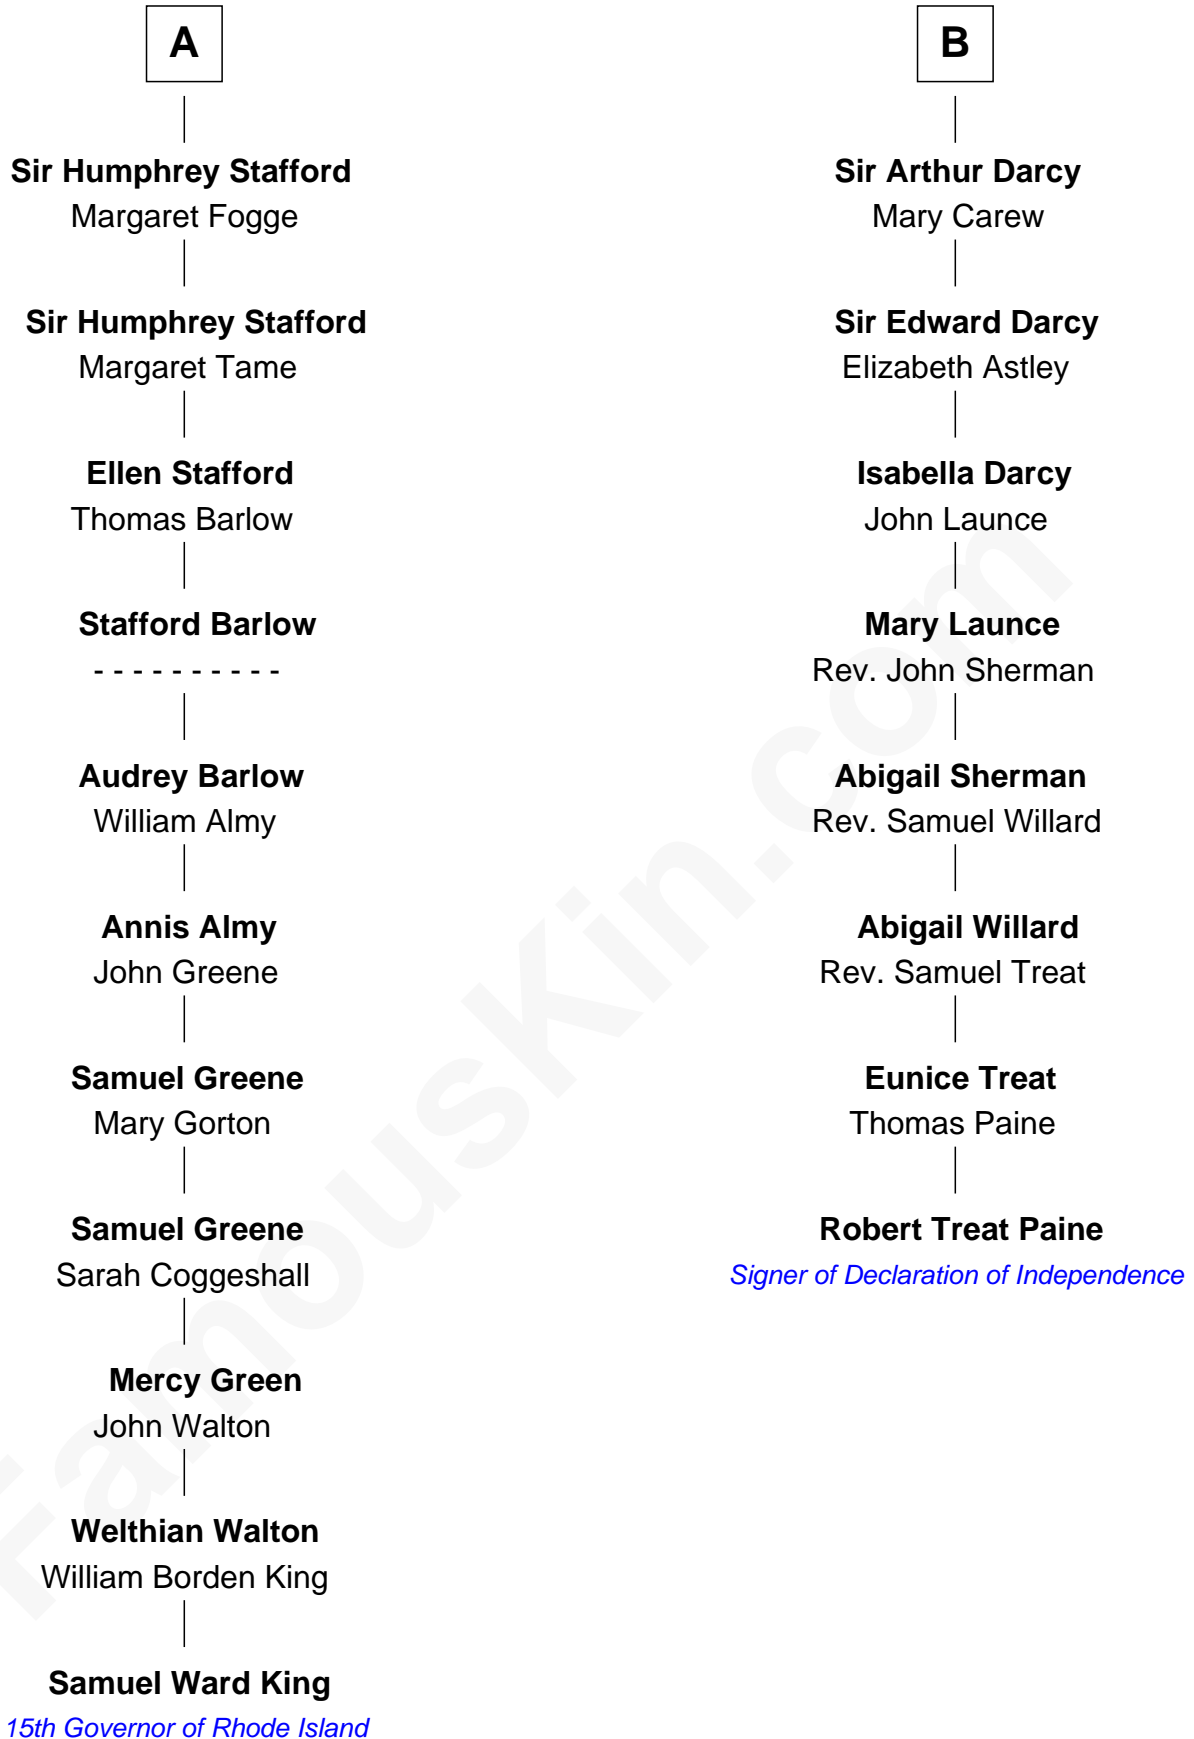 A
Sir Humphrey Stafford
Margaret Fogge
Sir Humphrey Stafford
Margaret Tame
Ellen Stafford
Thomas Barlow
Stafford Barlow
- - - - - - - - - -
Audrey Barlow
William Almy
Annis Almy
John Greene
Samuel Greene
Mary Gorton
Samuel Greene
Sarah Coggeshall
Mercy Green
John Walton
Welthian Walton
William Borden King
Samuel Ward King
15th Governor of Rhode Island
B
Sir Arthur Darcy
Mary Carew
Sir Edward Darcy
Elizabeth Astley
Isabella Darcy
John Launce
Mary Launce
Rev. John Sherman
Abigail Sherman
Rev. Samuel Willard
Abigail Willard
Rev. Samuel Treat
Eunice Treat
Thomas Paine
Robert Treat Paine
Signer of Declaration of Independence
FamousKin.com